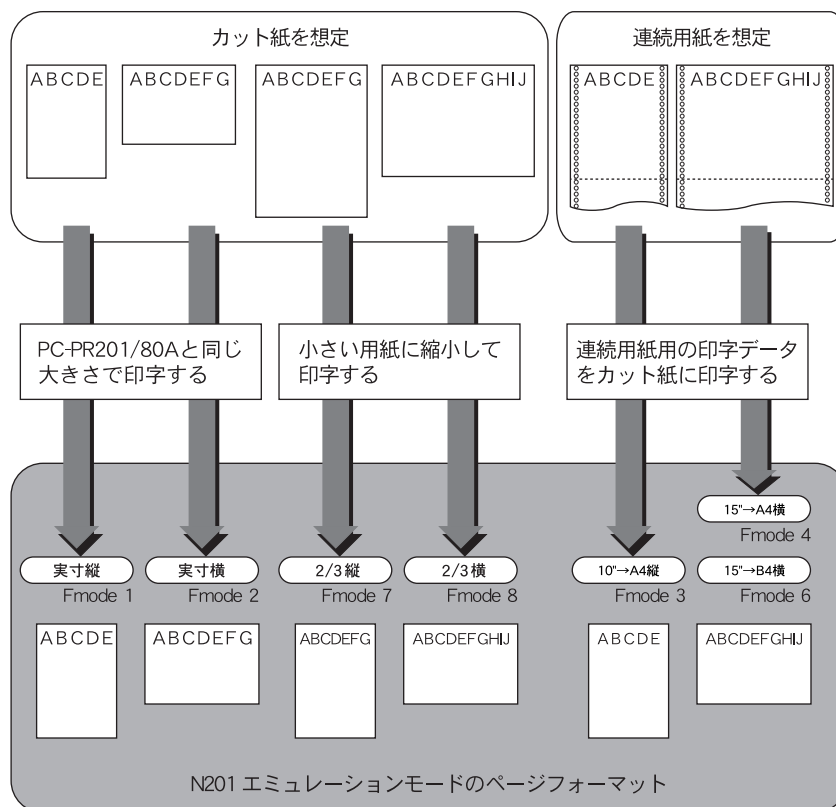 カット紙を想定
連続用紙を想定
ABCDE
ABCDEFG
ABCDEFG
ABCDEFGHIJ
ABCDE
ABCDEFGHIJ
PC-PR201/80Aと同じ
大きさで印字する
小さい用紙に縮小して
印字する
連続用紙用の印字データ
をカット紙に印字する
15"→A4横
Fmode 4
実寸縦
Fmode 1
実寸横
Fmode 2
2/3縦
Fmode 7
2/3横
Fmode 8
10"→A4縦
Fmode 3
15"→B4横
Fmode 6
ABCDE
ABCDEFG
ABCDEFG
ABCDEFGHIJ
ABCDE
ABCDEFGHIJ
N201エミュレーションモードのページフォーマット